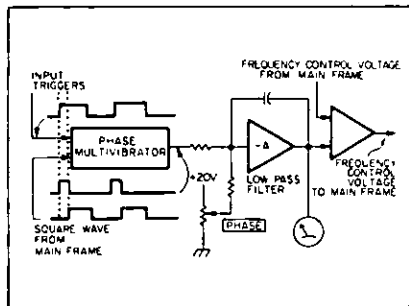 FREQUENCY CONTROL VOLTAGE
FROM MAIN FRAME
INPUT
TRIGGERS
PHASE
MULTIVIBRATOR
-A
+20V
LOW PASS
FILTER
FREQUENCY
CONTROL
VOLTAGE
TO MAIN FRAME
PHASE
SQUARE WAVE
FROM
MAIN FRAME